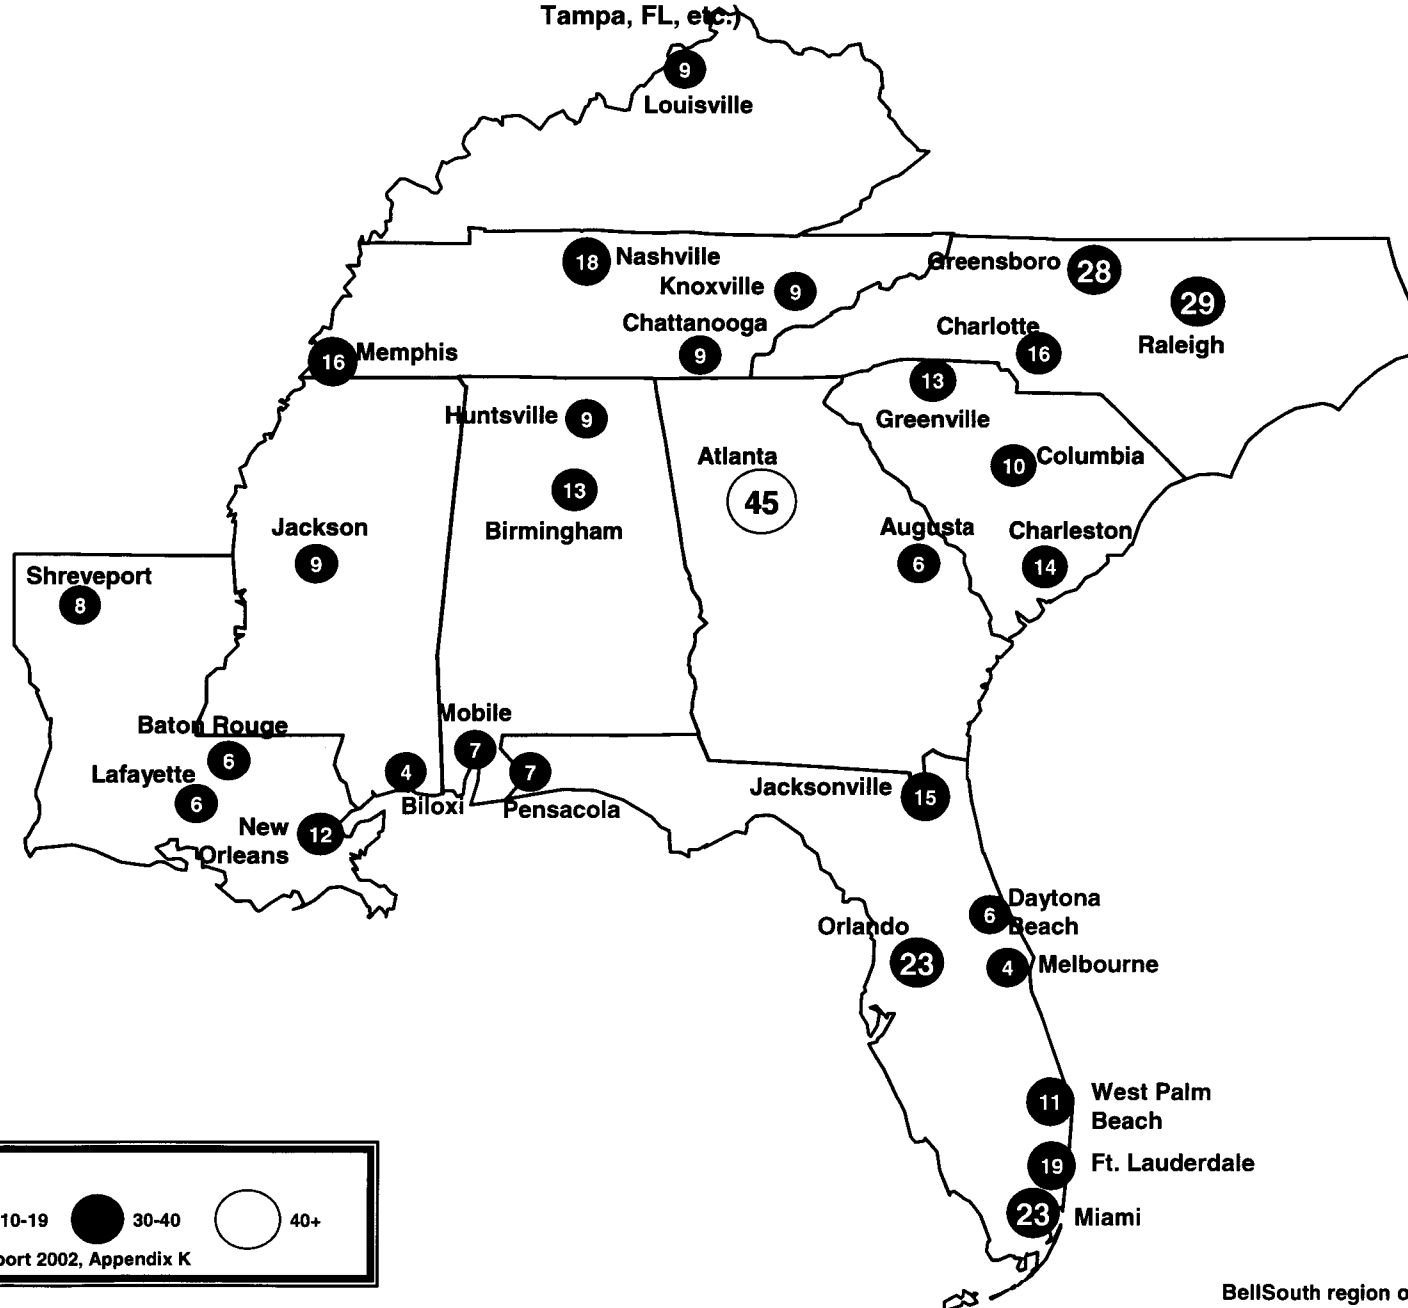 Tampa, FL, etc.)
9
Louisville
18 Nashville
Knoxville 9
Chattanooga
9
16 Memphis
Greensboro 28
29
Raleigh
Charlotte
16
13
Greenville
Huntsville 9
13
Birmingham
Atlanta
45
10 Columbia
Augusta
6
Charleston
14
Jackson
9
Shreveport
8
Baton Rouge
6
Lafayette
6
New
Orleans
12
4
Biloxi
Mobile
7
7
Pensacola
Jacksonville 15
6 Daytona
Beach
Orlando
23
4 Melbourne
11 West Palm
Beach
19 Ft. Lauderdale
23 Miami
10-19 30-40 40+
port 2002, Appendix K
BellSouth region o